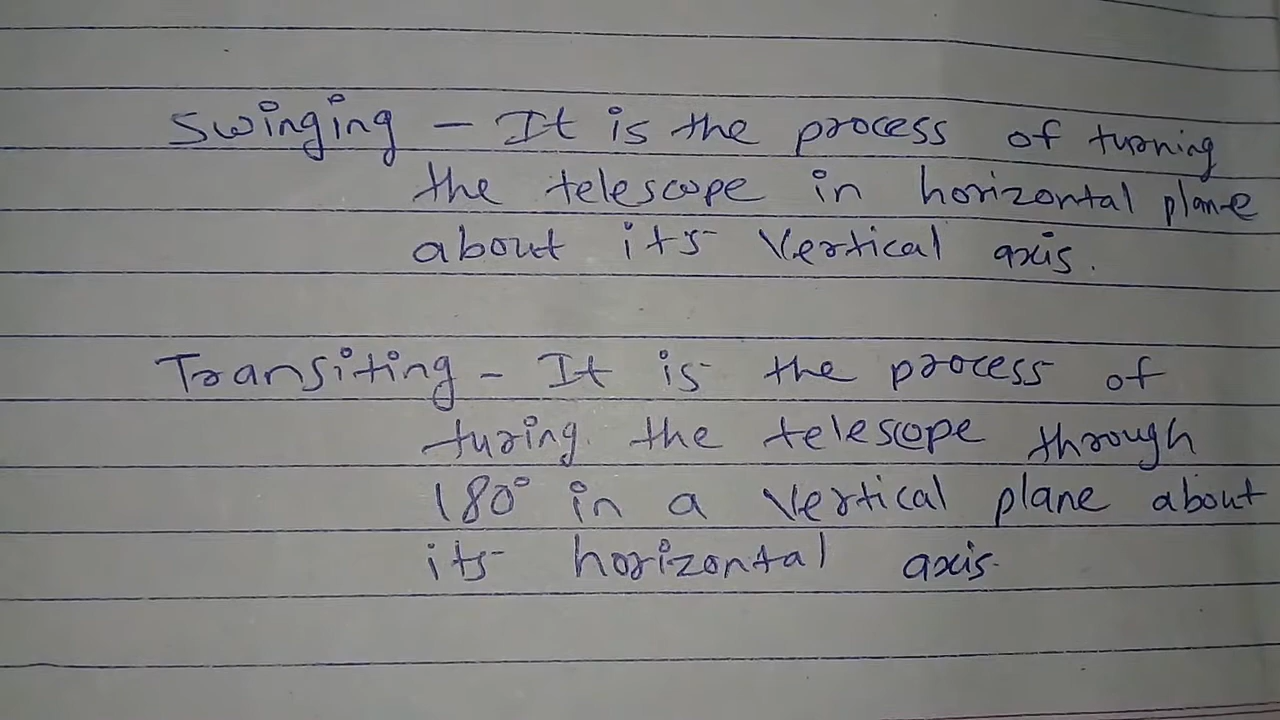 Swinging - It is the process of turning
the telescope in horizontal plane
about its vertical axis.
Transiting - It is the process of
turing the telescope through
180° in a vertical plane about
its horizontal axis.